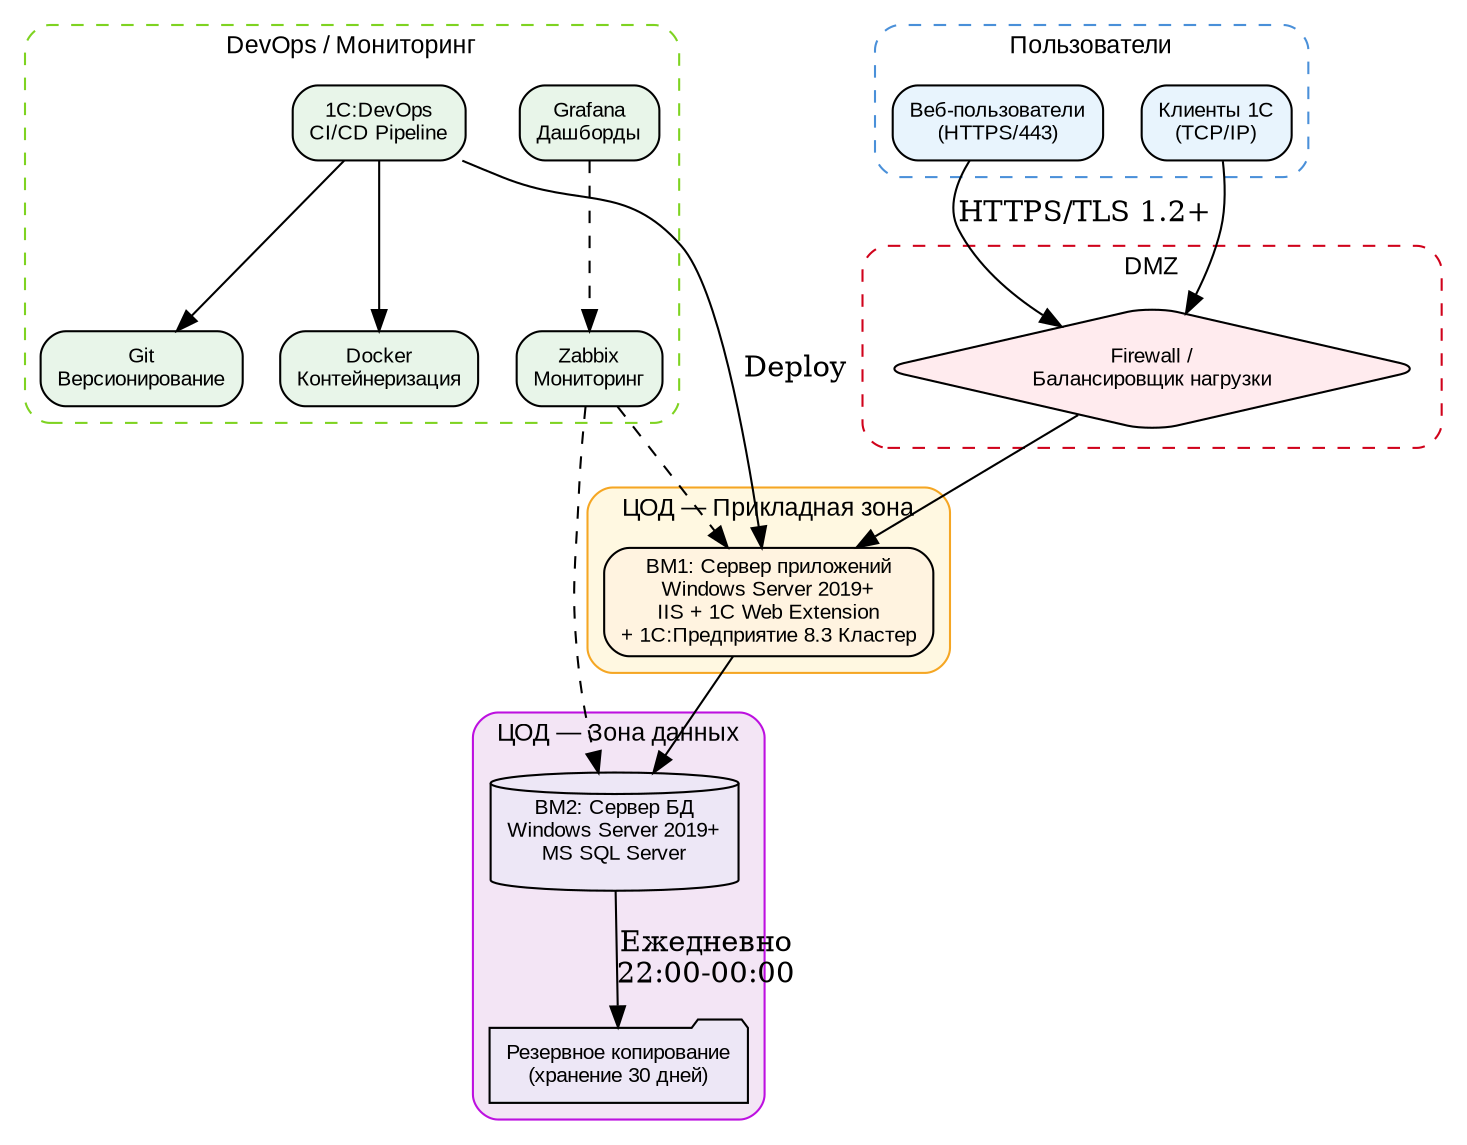 DevOps / Мониторинг
1С:DevOps
CI/CD Pipeline
Grafana
Дашборды
Git
Версионирование
Docker
Контейнеризация
Zabbix
Мониторинг
Пользователи
Веб-пользователи
(HTTPS/443)
Клиенты 1С
(TCP/IP)
HTTPS/TLS 1.2+
DMZ
Firewall /
Балансировщик нагрузки
Deploy
ЦОД — Прикладная зона
ВМ1: Сервер приложений
Windows Server 2019+
IIS + 1С Web Extension
+ 1С:Предприятие 8.3 Кластер
ЦОД — Зона данных
ВМ2: Сервер БД
Windows Server 2019+
MS SQL Server
Ежедневно
22:00-00:00
Резервное копирование
(хранение 30 дней)